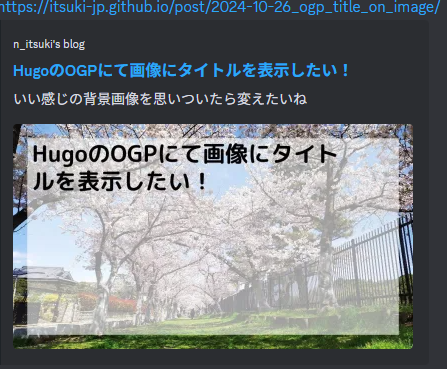 https://itsuki-jp.github.io/post/2024-10-26_ogp_title_on_image/
n_itsuki's blog
HugoのOGPにて画像にタイトルを表示したい！
いい感じの背景画像を思いついたら変えたいね
HugoのOGPにて画像にタイト
ルを表示したい！